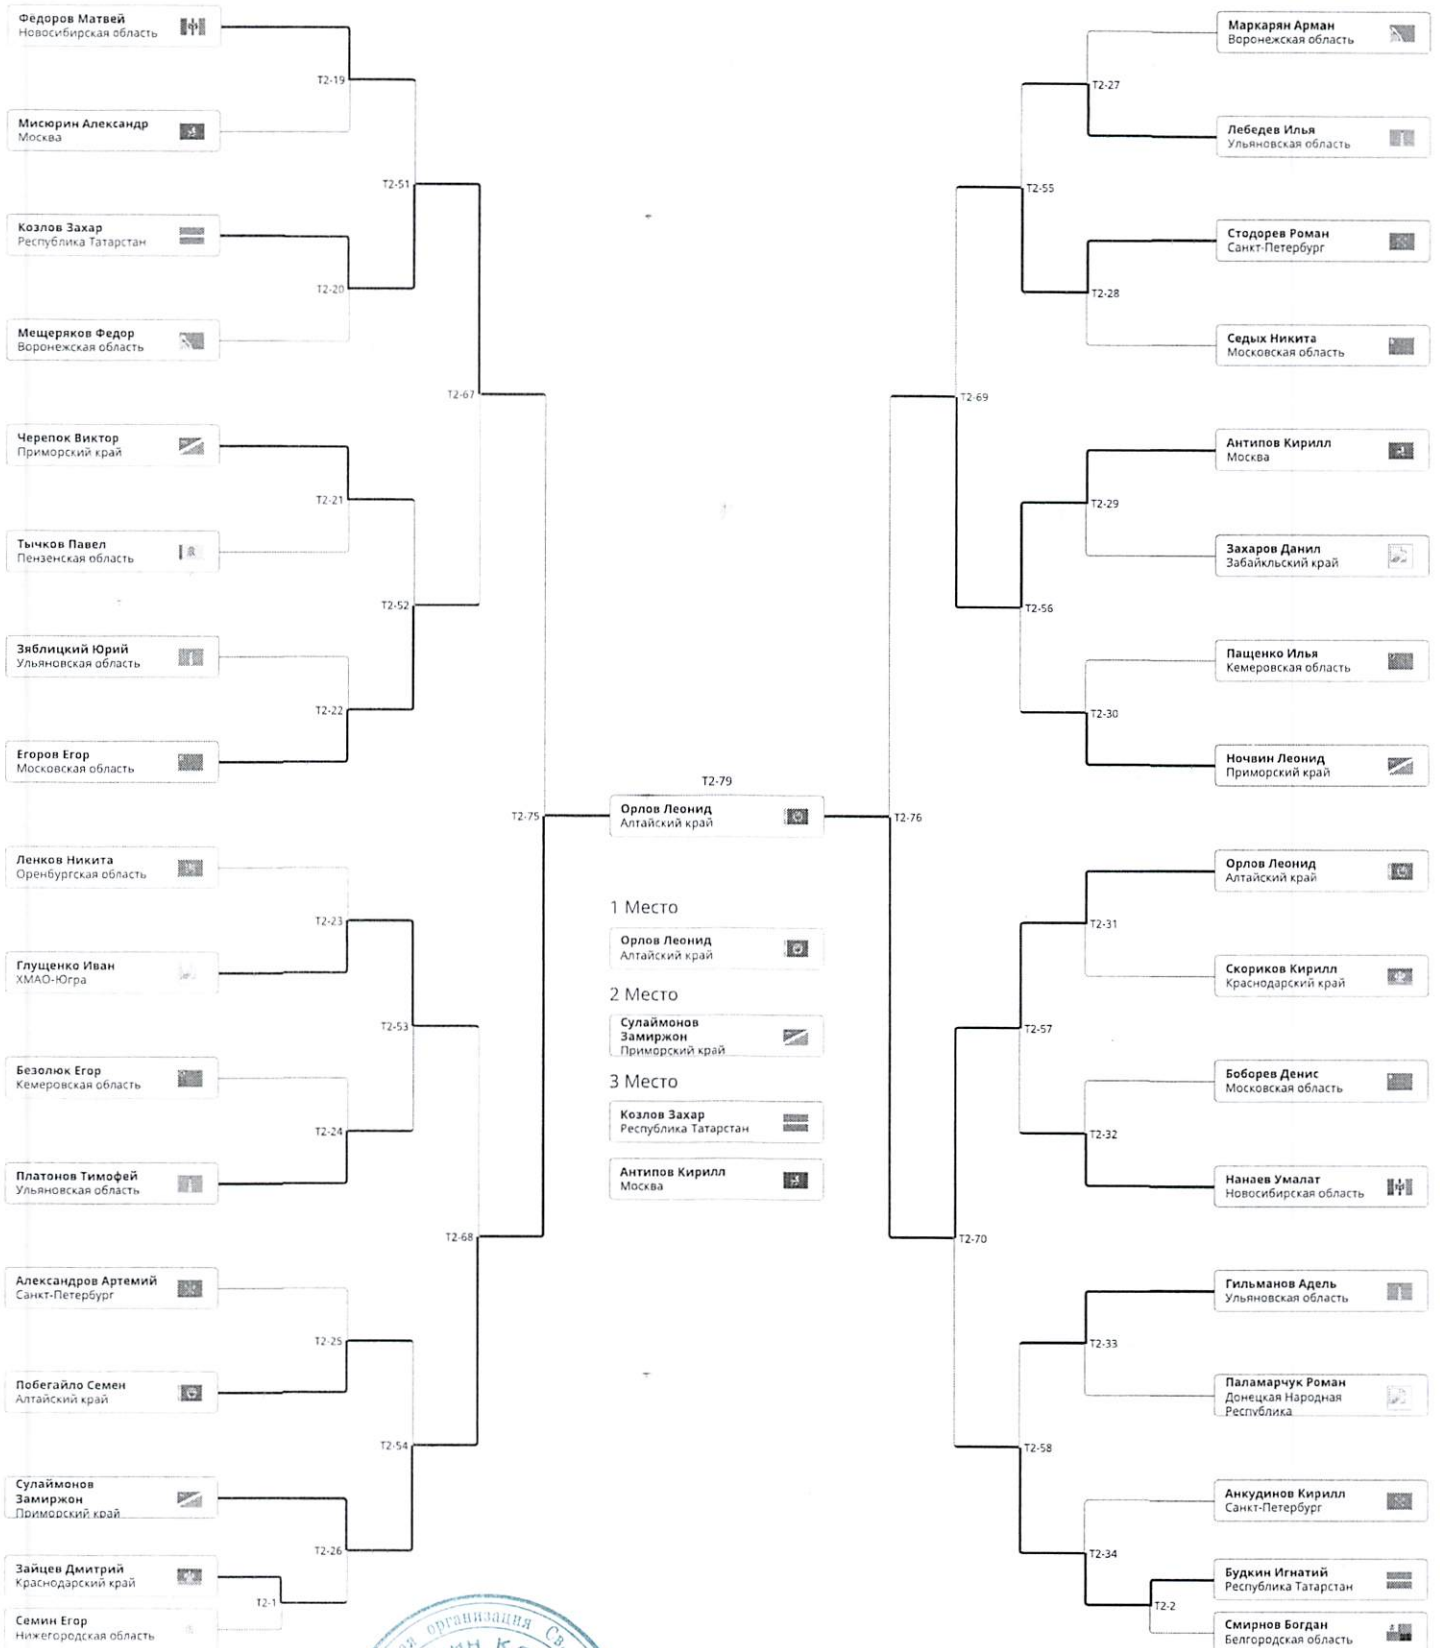 Фёдоров Матвей
Новосибирская область
T2-19
Мисюрин Александр
Москва
T2-51
Козлов Захар
Республика Татарстан
T2-20
Мещеряков Федор
Воронежская область
T2-67
Черепок Виктор
Приморский край
T2-21
Тычков Павел
Пензенская область
T2-52
Зяблицкий Юрий
Ульяновская область
T2-22
Егоров Егор
Московская область
T2-75
Ленков Никита
Оренбургская область
T2-23
Глущенко Иван
ХМАО-Югра
T2-53
Безолюк Егор
Кемеровская область
T2-24
Платонов Тимофей
Ульяновская область
T2-68
Александров Артемий
Санкт-Петербург
T2-25
Побегайло Семен
Алтайский край
T2-54
Сулаймонов
Замиржон
Приморский край
T2-26
Зайцев Дмитрий
Краснодарский край
T2-1
Семин Егор
Нижегородская область
T2-79
Орлов Леонид
Алтайский край
1 Место
Орлов Леонид
Алтайский край
2 Место
Сулаймонов
Замиржон
Приморский край
3 Место
Козлов Захар
Республика Татарстан
Антипов Кирилл
Москва
Маркарян Арман
Воронежская область
T2-27
Лебедев Илья
Ульяновская область
T2-55
Стодорев Роман
Санкт-Петербург
T2-28
Седых Никита
Московская область
T2-69
Антипов Кирилл
Москва
T2-29
Захаров Данил
Забайкльский край
T2-56
Пащенко Илья
Кемеровская область
T2-30
Ночвин Леонид
Приморский край
T2-76
Орлов Леонид
Алтайский край
T2-31
Скориков Кирилл
Краснодарский край
T2-57
Боборев Денис
Московская область
T2-32
Нанаев Умалат
Новосибирская область
T2-70
Гильманов Адель
Ульяновская область
T2-33
Паламарчук Роман
Донецкая Народная
Республика
T2-58
Анкудинов Кирилл
Санкт-Петербург
T2-34
Будкин Игнатий
Республика Татарстан
T2-2
Смирнов Богдан
Белгородская область
организация